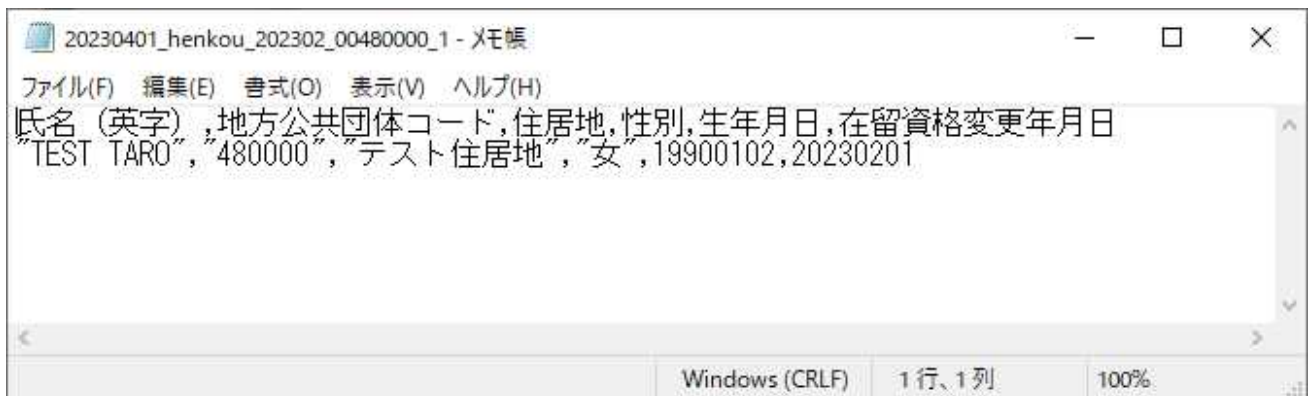 20230401_henkou_202302_00480000_1 - メモ帳
ファイル(F) 編集(E) 書式(O) 表示(V) ヘルプ(H)
氏名（英字）,地方公共団体コード,住居地,性別,生年月日,在留資格変更年月日
"TEST TARO","480000","テスト住居地","女",19900102,20230201
Windows (CRLF) 1 行、1 列 100%